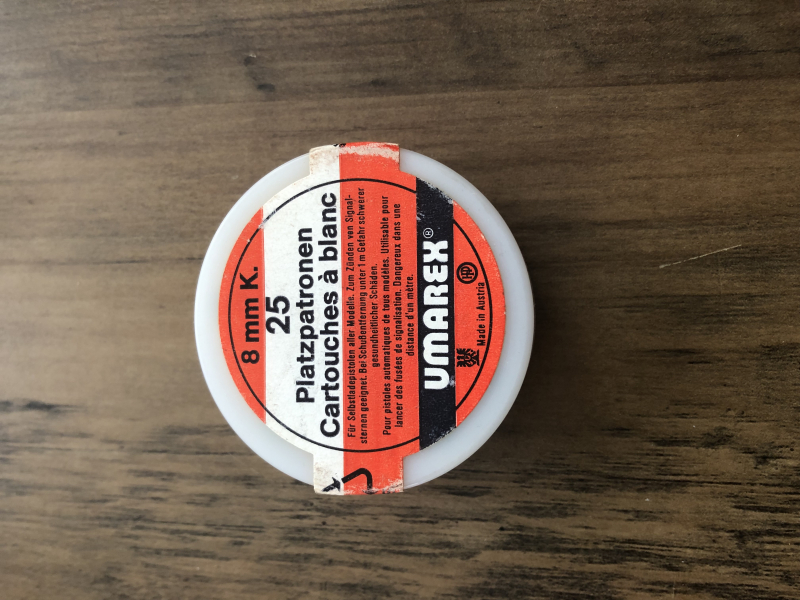 8 mm K.
25
Platzpatronen
Cartouches à blanc
Für Selbstladepistolen aller Modelle. Zum Zünden von Signal-
sternen geeignet. Bei Schußentfernung unter 1 m Gefahr schwerer
gesundheitlicher Schäden.
Pour pistoles automatiques de tous modèles. Utilisable pour
lancer des fusées de signalisation. Dangereux dans une
distance d'un mètre.
UMAREX®
HP
Made in Austria